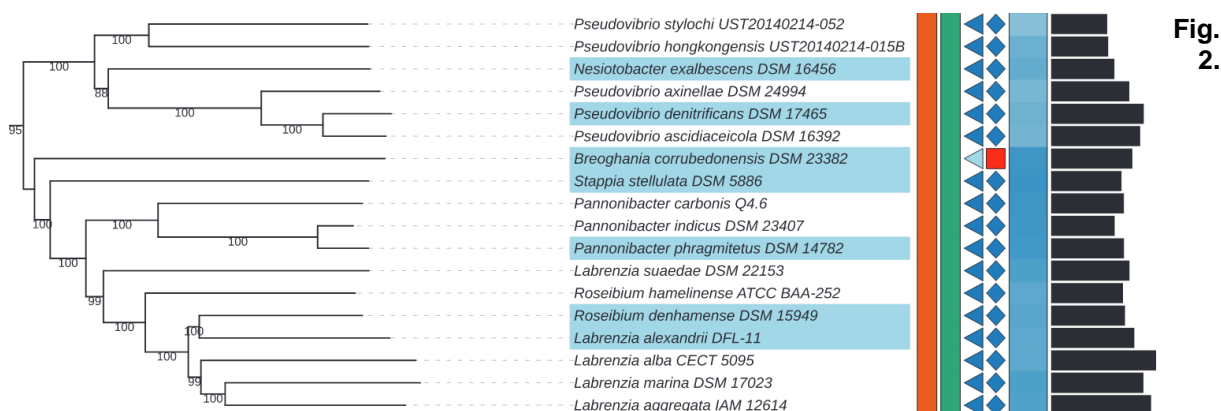 Fig.
2.
Pseudovibrio stylochi UST20140214-052
100
Pseudovibrio hongkongensis UST20140214-015B
100
Nesiotobacter exalbescens DSM 16456
88
Pseudovibrio axinellae DSM 24994
100
Pseudovibrio denitrificans DSM 17465
95
100
Pseudovibrio ascidiaceicola DSM 16392
Breoghania corrubedonensis DSM 23382
Stappia stellulata DSM 5886
Pannonibacter carbonis Q4.6
100
100
Pannonibacter indicus DSM 23407
Pannonibacter phragmitetus DSM 14782
100
100
Labrenzia suaedae DSM 22153
Roseibium hamelinense ATCC BAA-252
99
Roseibium denhamense DSM 15949
100
Labrenzia alexandrii DFL-11
100
Labrenzia alba CECT 5095
99
Labrenzia marina DSM 17023
100
Labrenzia aggregata IAM 12614